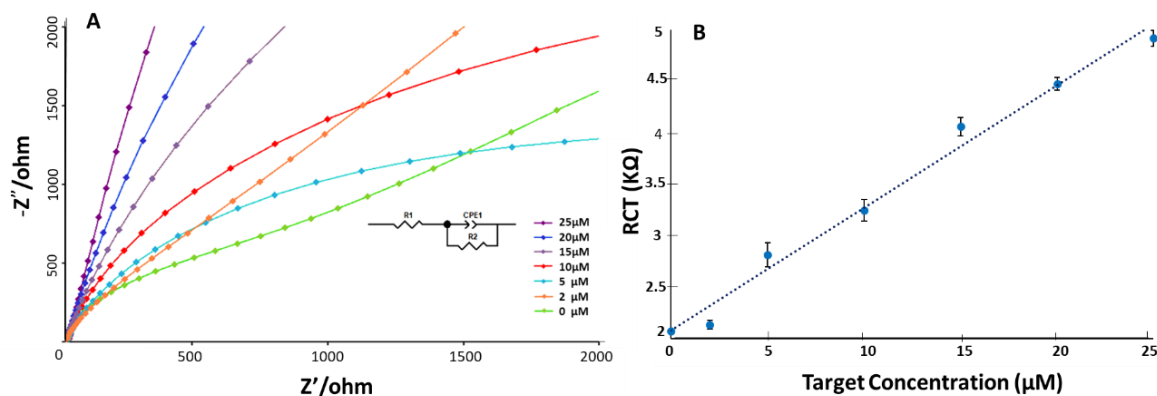 A
2000
1500
1000
500
0
0
500
1000
1500
2000
-Z″/ohm
Z'/ohm
R1
CPE1
R2
25μM
20μM
15μM
10μM
5 μM
2 μM
0 μM
B
5
4.5
4
3.5
3
2.5
2
0
5
10
15
20
25
RCT (KΩ)
Target Concentration (μM)